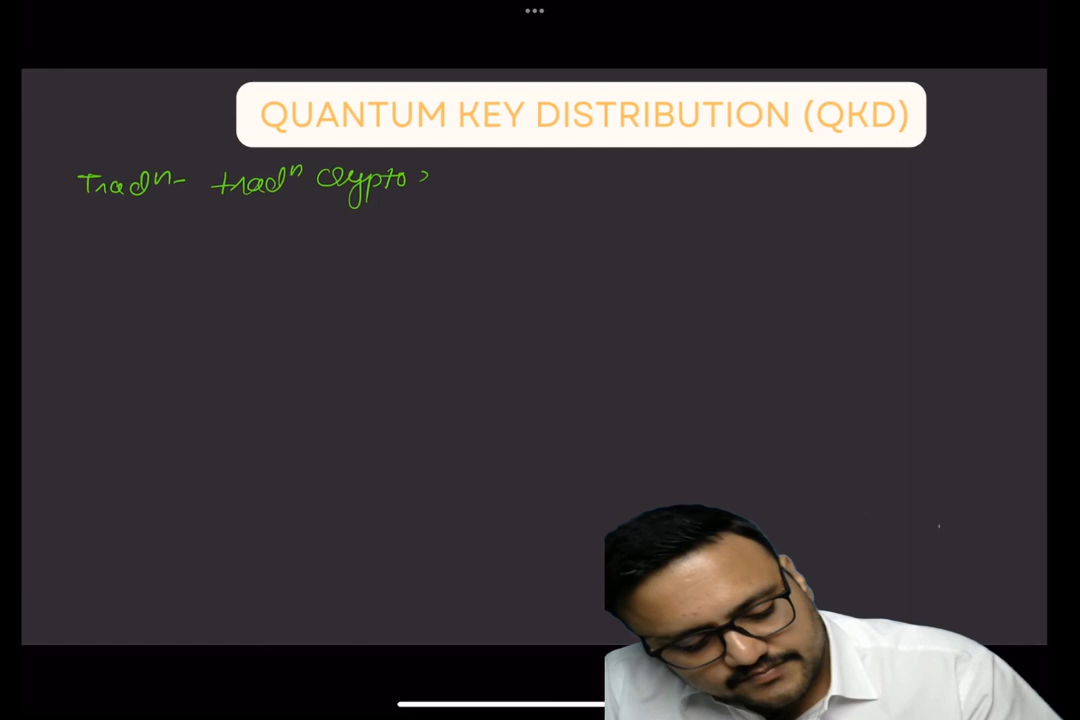 QUANTUM KEY DISTRIBUTION (QKD)
Tradⁿ- tradⁿ Crypto >